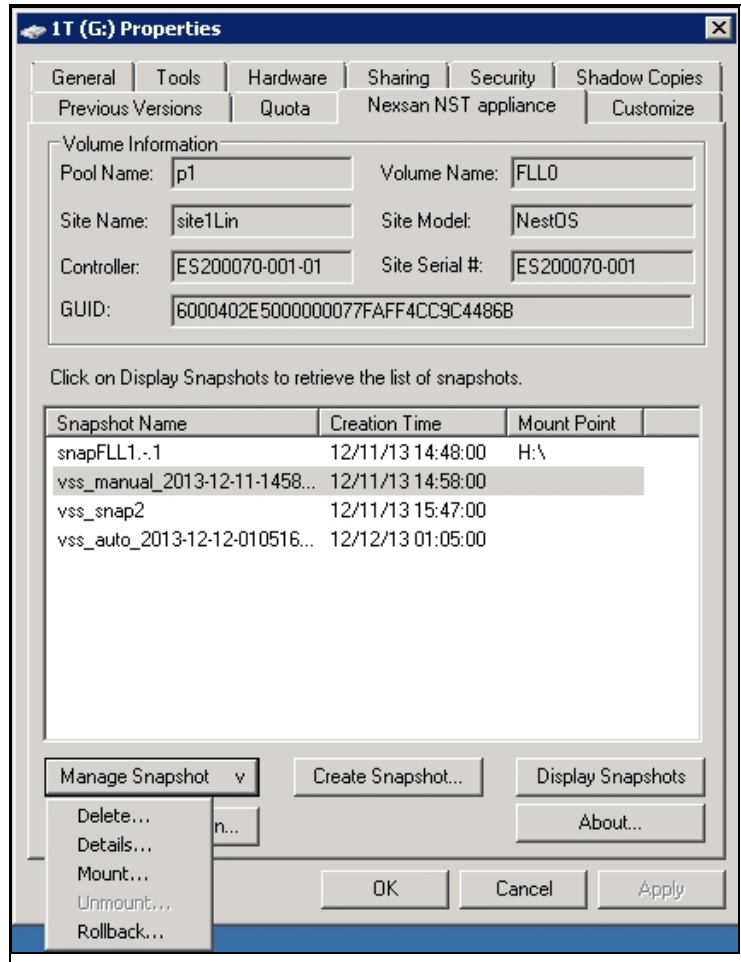 1T (G:) Properties
General Tools Hardware Sharing Security Shadow Copies
Previous Versions Quota Nexsan NST appliance Customize
Volume Information
Pool Name: p1 Volume Name: FLL0
Site Name: site1Lin Site Model: NestOS
Controller: ES200070-001-01 Site Serial #: ES200070-001
GUID: 6000402E5000000077FAFF4CC9C4486B
Click on Display Snapshots to retrieve the list of snapshots.
Snapshot Name Creation Time Mount Point
snapFLL1.-.1 12/11/13 14:48:00 H:\
vss_manual_2013-12-11-1458... 12/11/13 14:58:00
vss_snap2 12/11/13 15:47:00
vss_auto_2013-12-12-010516... 12/12/13 01:05:00
Manage Snapshot v Create Snapshot... Display Snapshots
Delete... n... About...
Details...
Mount... OK Cancel Apply
Unmount...
Rollback...